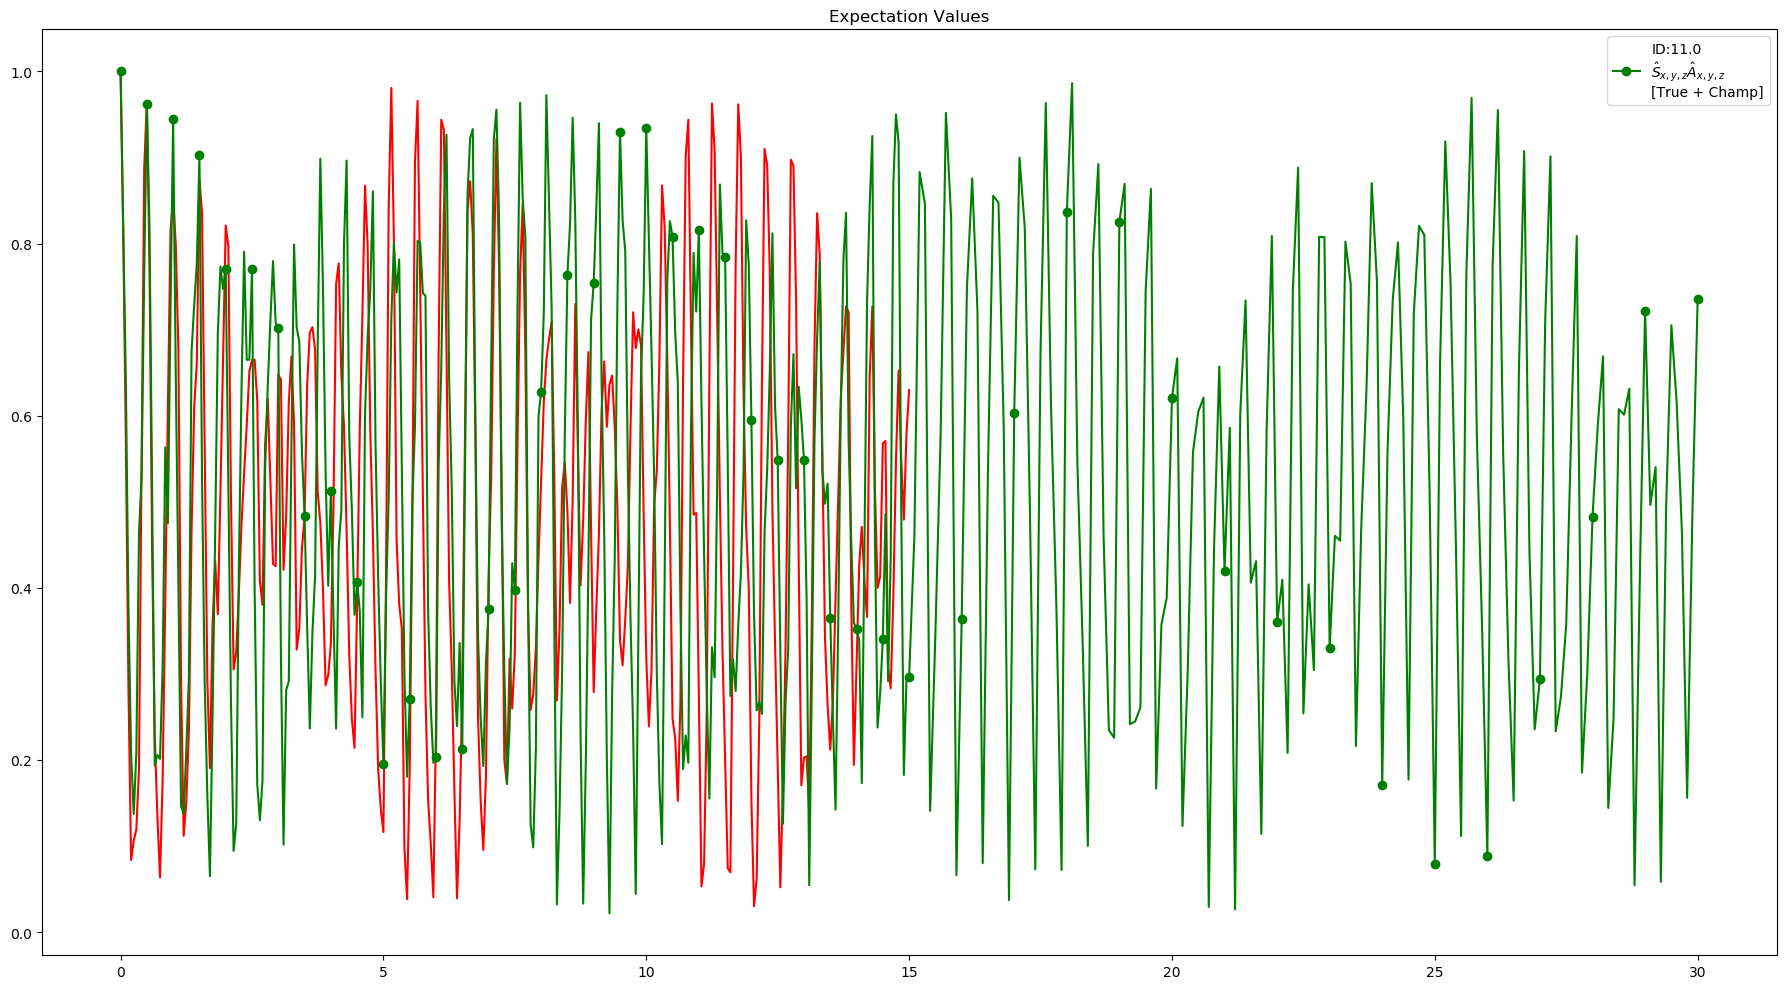 Expectation Values
ID:11.0
$\hat{S}_{x,y,z}\hat{A}_{x,y,z}$
[True + Champ]
1.0
0.8
0.6
0.4
0.2
0.0
0 5 10 15 20 25 30